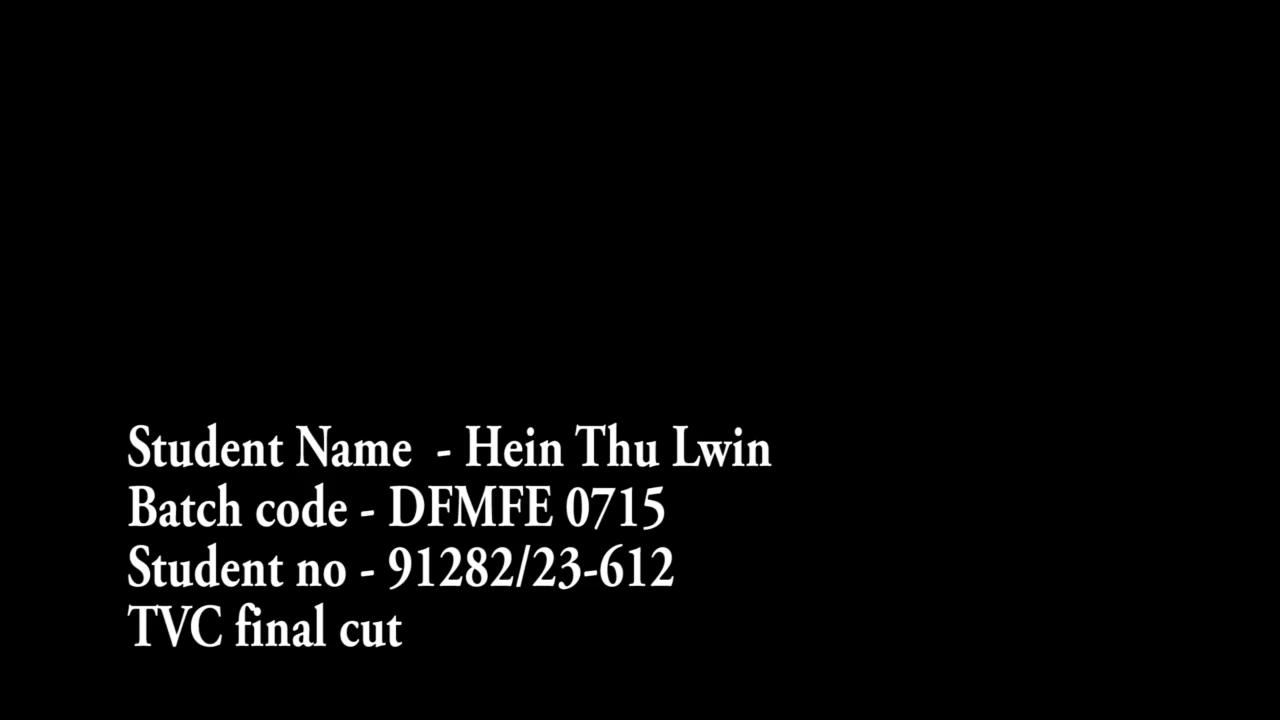 Student Name  - Hein Thu Lwin
Batch code - DFMFE 0715
Student no - 91282/23-612
TVC final cut